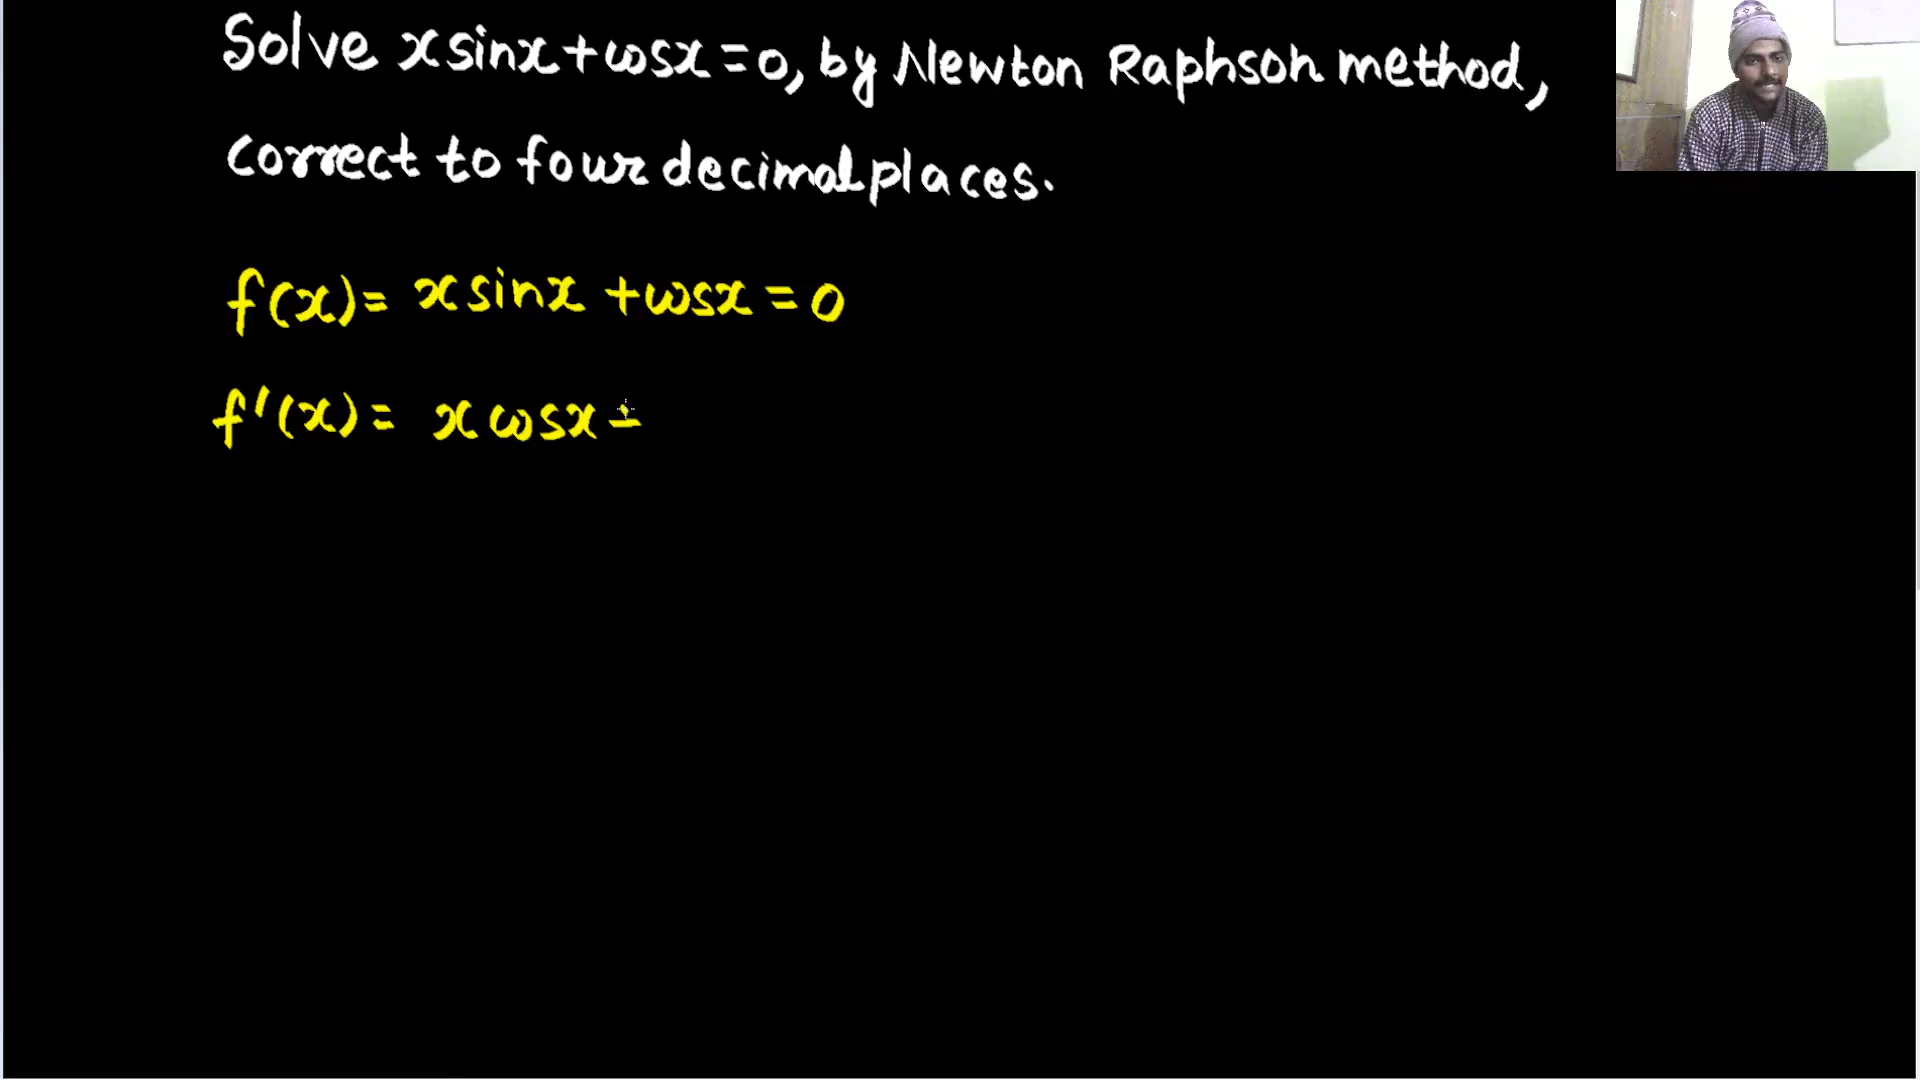 Solve x sinx + cosx = 0, by Newton Raphson method,
correct to four decimal places.
f(x) = x sinx + cosx = 0
f'(x) = x cosx +